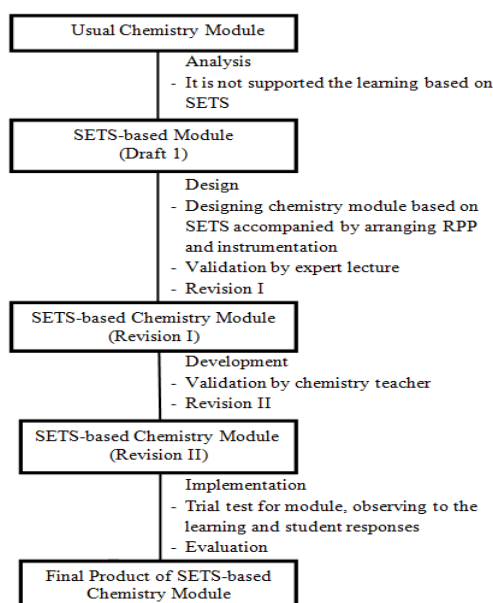 Usual Chemistry Module
Analysis
- It is not supported the learning based on
SETS
SETS-based Module
(Draft 1)
Design
- Designing chemistry module based on
SETS accompanied by arranging RPP
and instrumentation
- Validation by expert lecture
- Revision I
SETS-based Chemistry Module
(Revision I)
Development
- Validation by chemistry teacher
- Revision II
SETS-based Chemistry Module
(Revision II)
Implementation
- Trial test for module, observing to the
learning and student responses
- Evaluation
Final Product of SETS-based
Chemistry Module